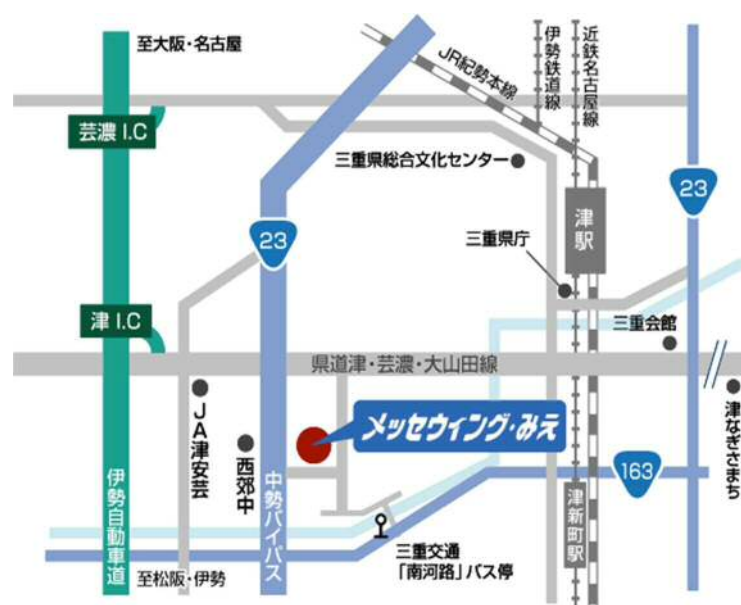 至大阪・名古屋
芸濃 I.C
JR紀勢本線
伊勢鉄道線
近鉄名古屋線
三重県総合文化センター
23
23
津駅
三重県庁
津 I.C
三重会館
県道津・芸濃・大山田線
JA津安芸
西郊中
メッセウィング・みえ
津なぎさまち
伊勢自動車道
中勢バイパス
163
津新町駅
三重交通
「南河路」バス停
至松阪・伊勢